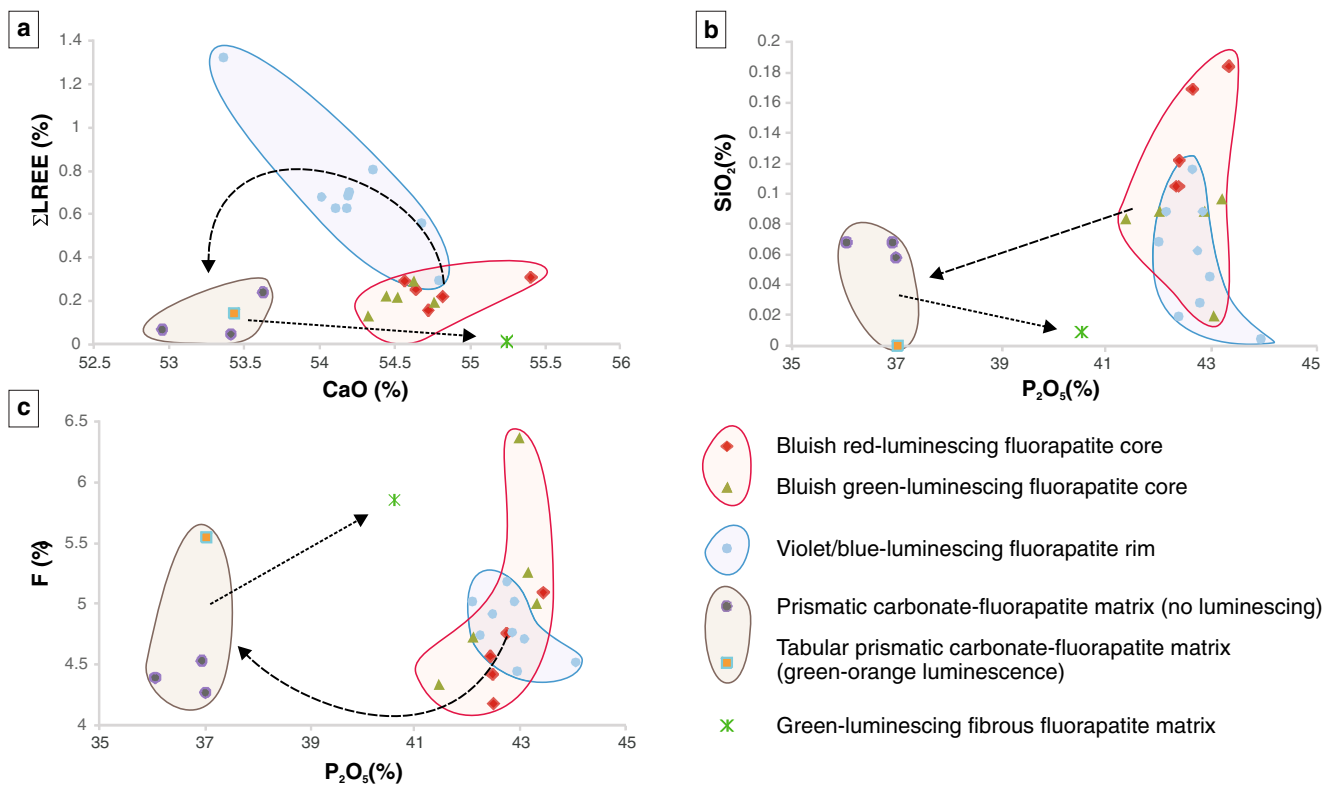 a
1.4
1.2
1
0.8
0.6
0.4
0.2
0
ΣLREE (%)
52.5 53 53.5 54 54.5 55 55.5 56
CaO (%)
b
0.2
0.18
0.16
0.14
0.12
0.1
0.08
0.06
0.04
0.02
0
SiO₂(%)
35 37 39 41 43 45
P₂O₅(%)
c
6.5
6
5.5
5
4.5
4
F (%)
35 37 39 41 43 45
P₂O₅(%)
Bluish red-luminescing fluorapatite core
Bluish green-luminescing fluorapatite core
Violet/blue-luminescing fluorapatite rim
Prismatic carbonate-fluorapatite matrix (no luminescing)
Tabular prismatic carbonate-fluorapatite matrix
(green-orange luminescence)
Green-luminescing fibrous fluorapatite matrix